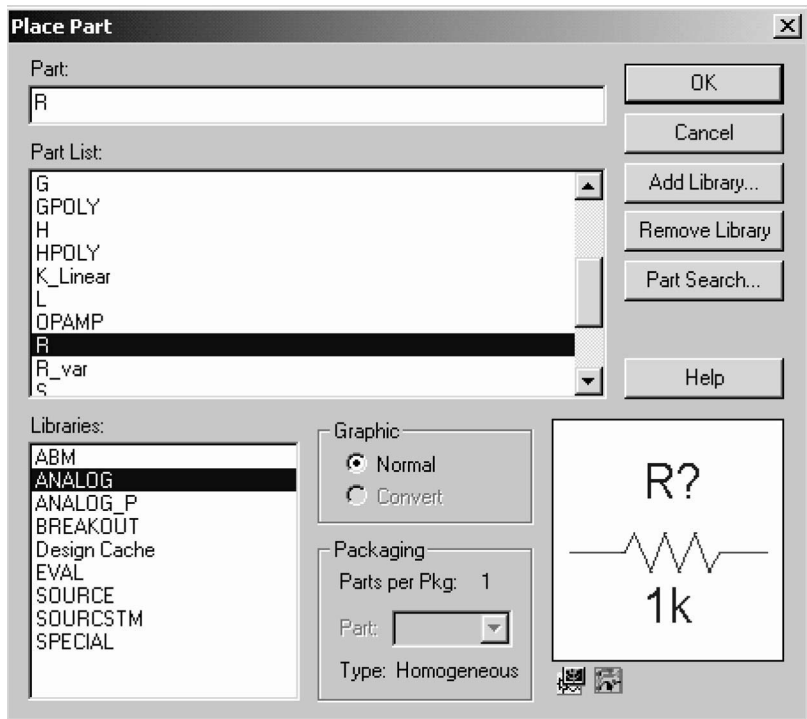 Place Part
Part:
R
OK
Cancel
Part List:
G
GPOLY
H
HPOLY
K_Linear
L
OPAMP
R
R_var
S
Add Library...
Remove Library
Part Search...
Help
Libraries:
ABM
ANALOG
ANALOG_P
BREAKOUT
Design Cache
EVAL
SOURCE
SOURCSTM
SPECIAL
Graphic
Normal
Convert
Packaging
Parts per Pkg: 1
Part:
Type: Homogeneous
R?
1k